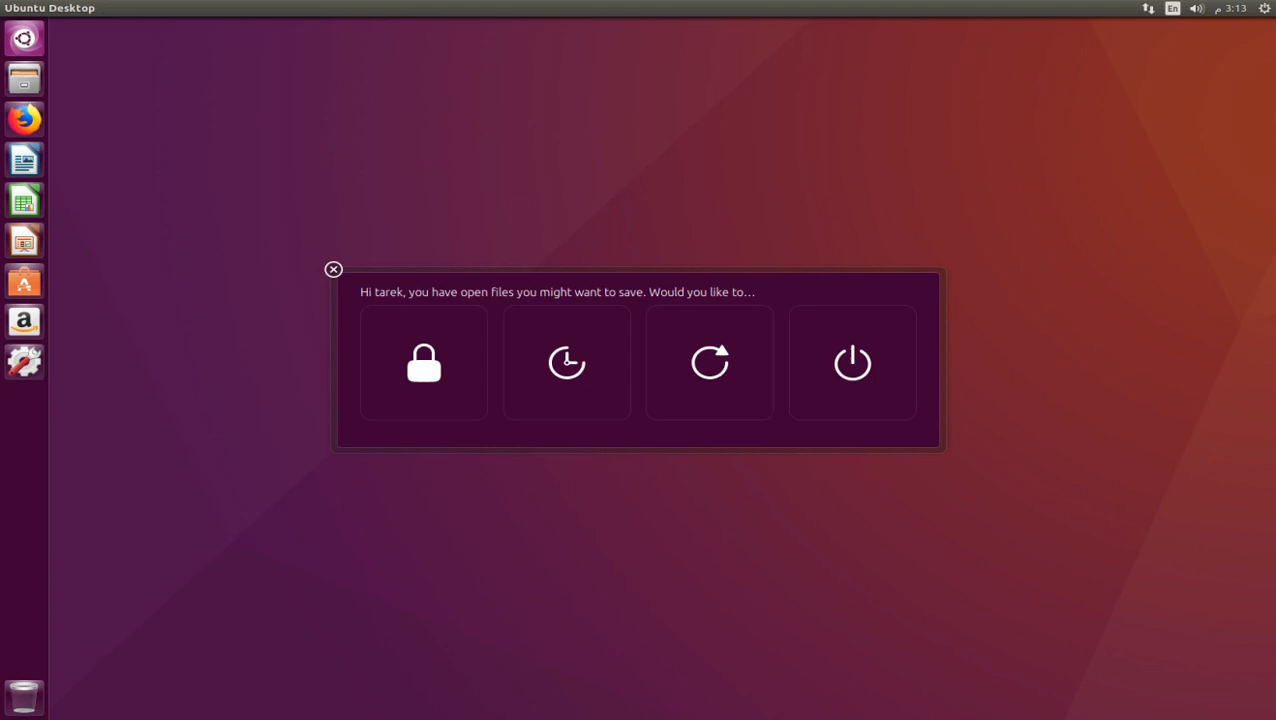 Ubuntu Desktop
En
م 3:13
Hi tarek, you have open files you might want to save. Would you like to…
a